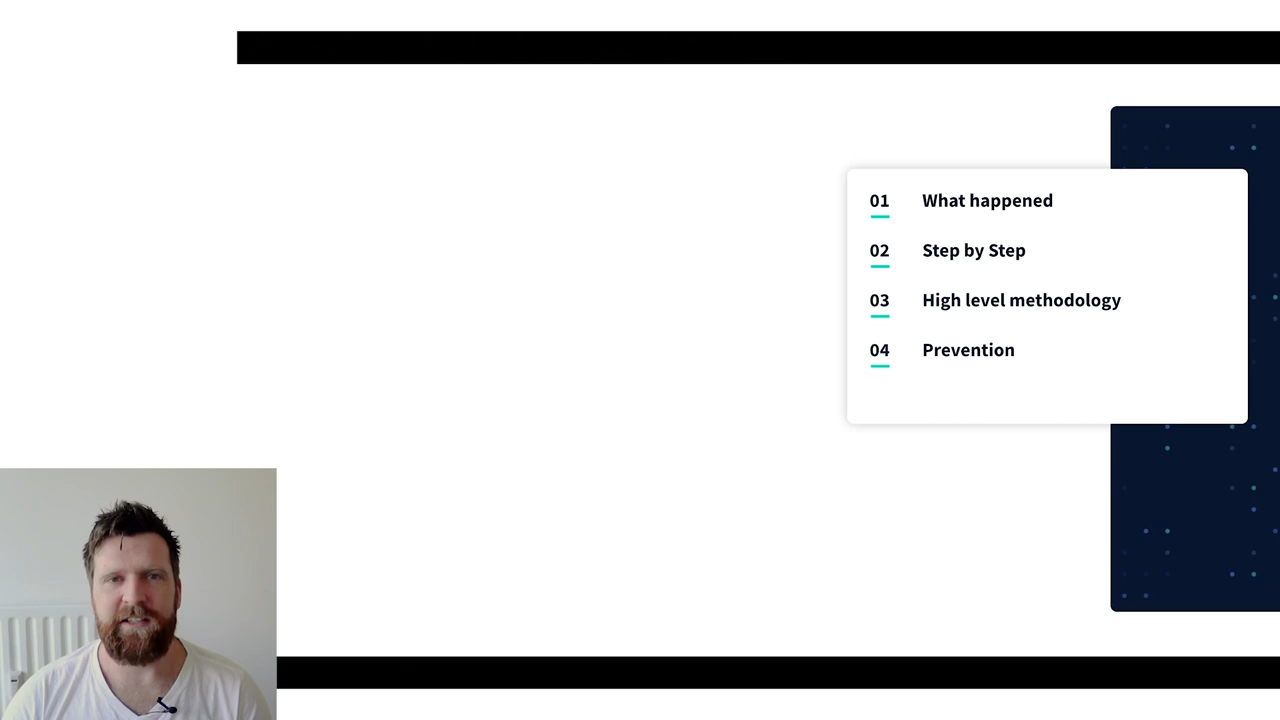 01 What happened
02 Step by Step
03 High level methodology
04 Prevention